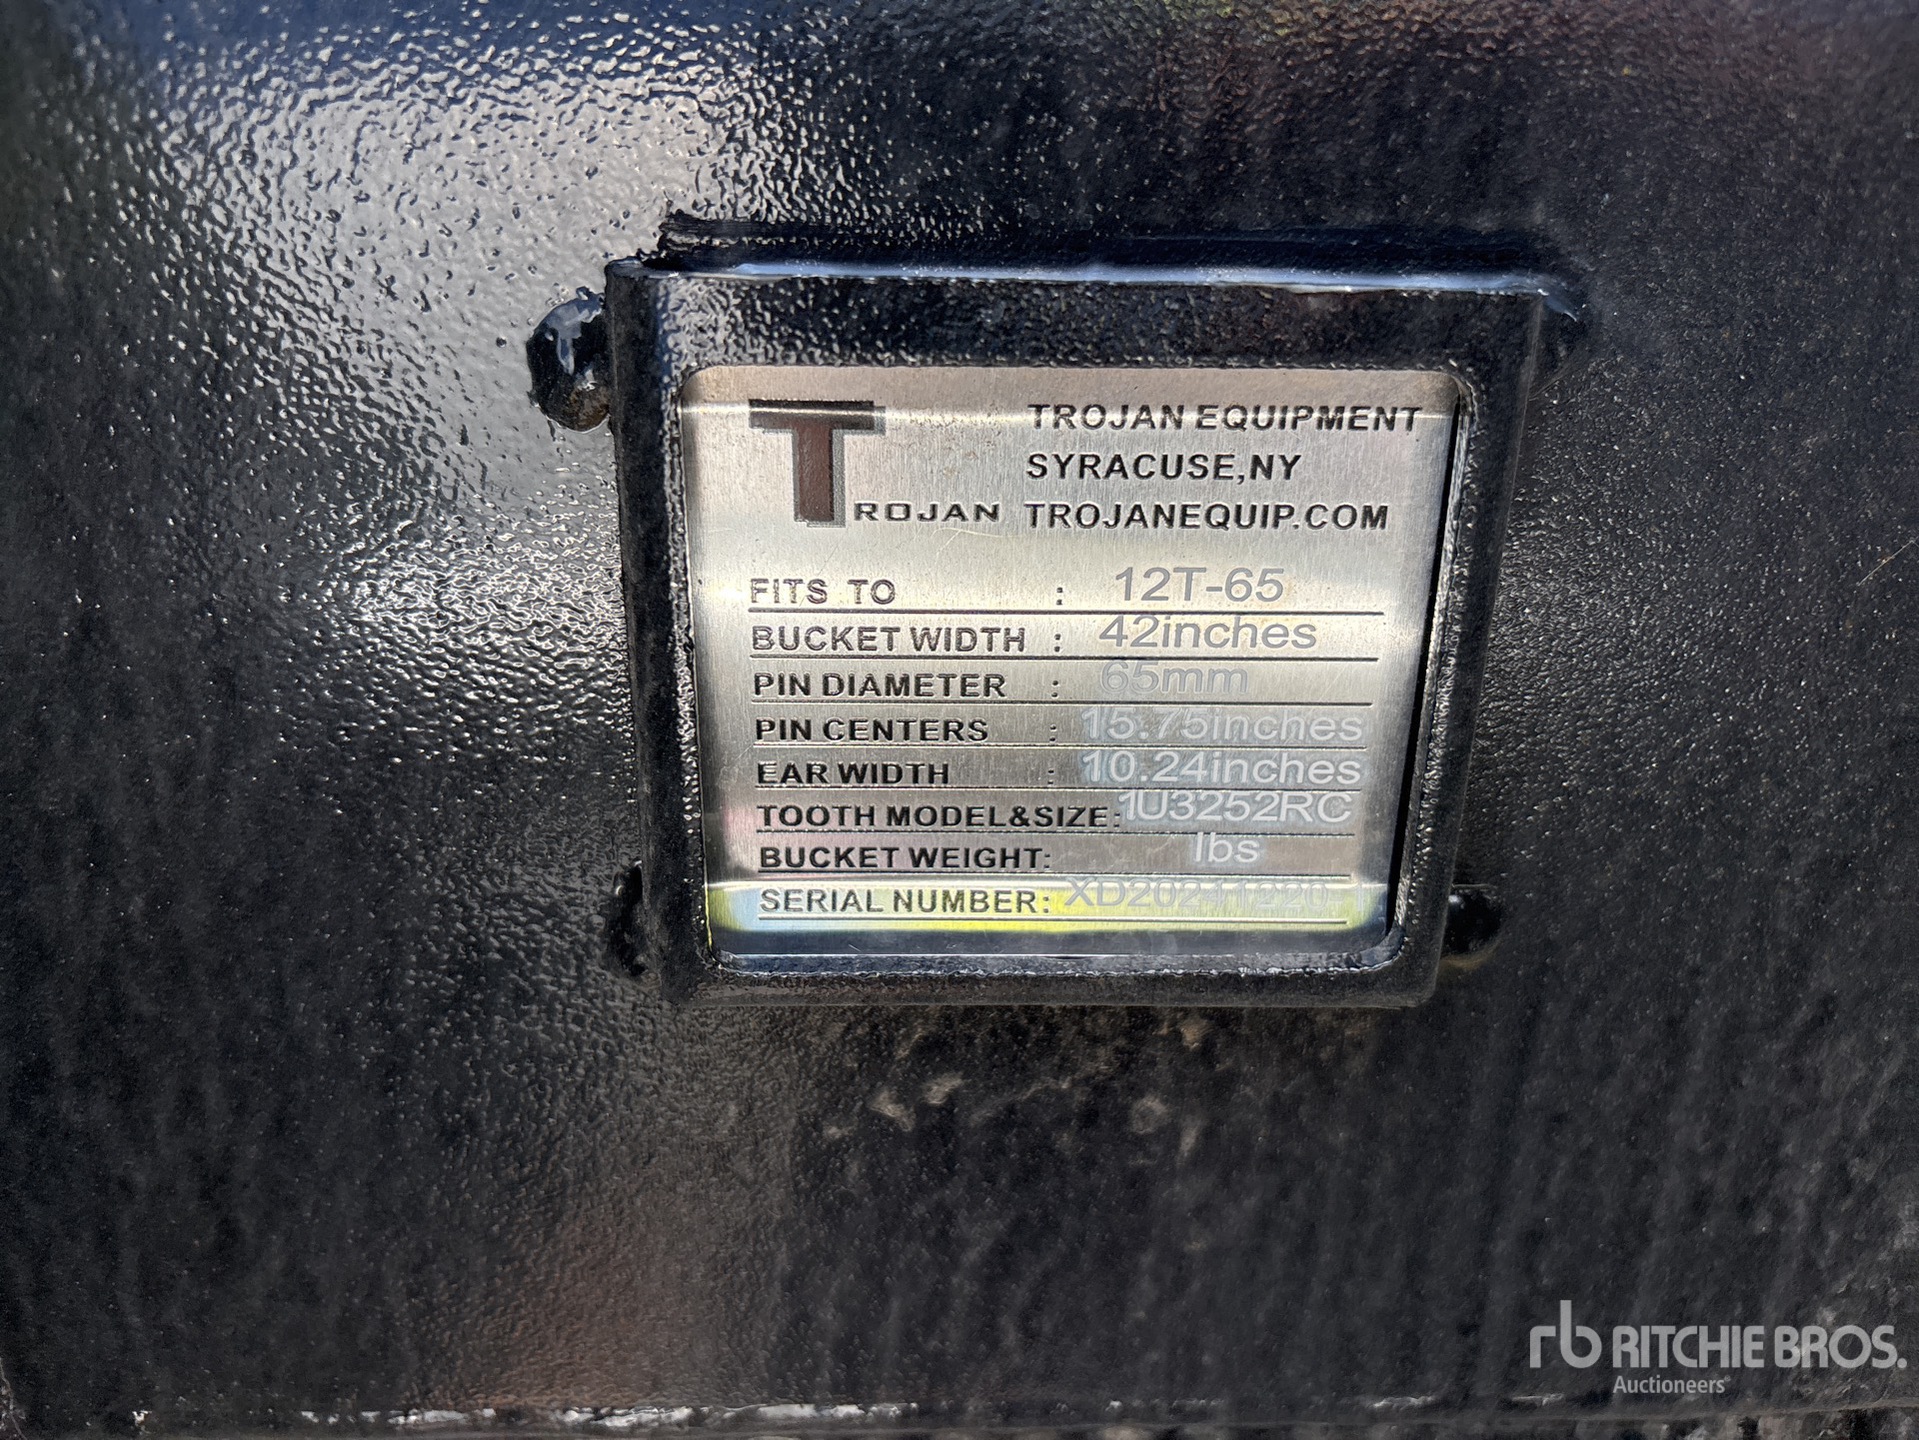 TROJAN
TROJAN EQUIPMENT
SYRACUSE,NY
TROJANEQUIP.COM
FITS TO : 12T-65
BUCKET WIDTH : 42inches
PIN DIAMETER : 65mm
PIN CENTERS : 15.75inches
EAR WIDTH : 10.24inches
TOOTH MODEL&SIZE: 1U3252RC
BUCKET WEIGHT: lbs
SERIAL NUMBER:
rb RITCHIE BROS.
Auctioneers